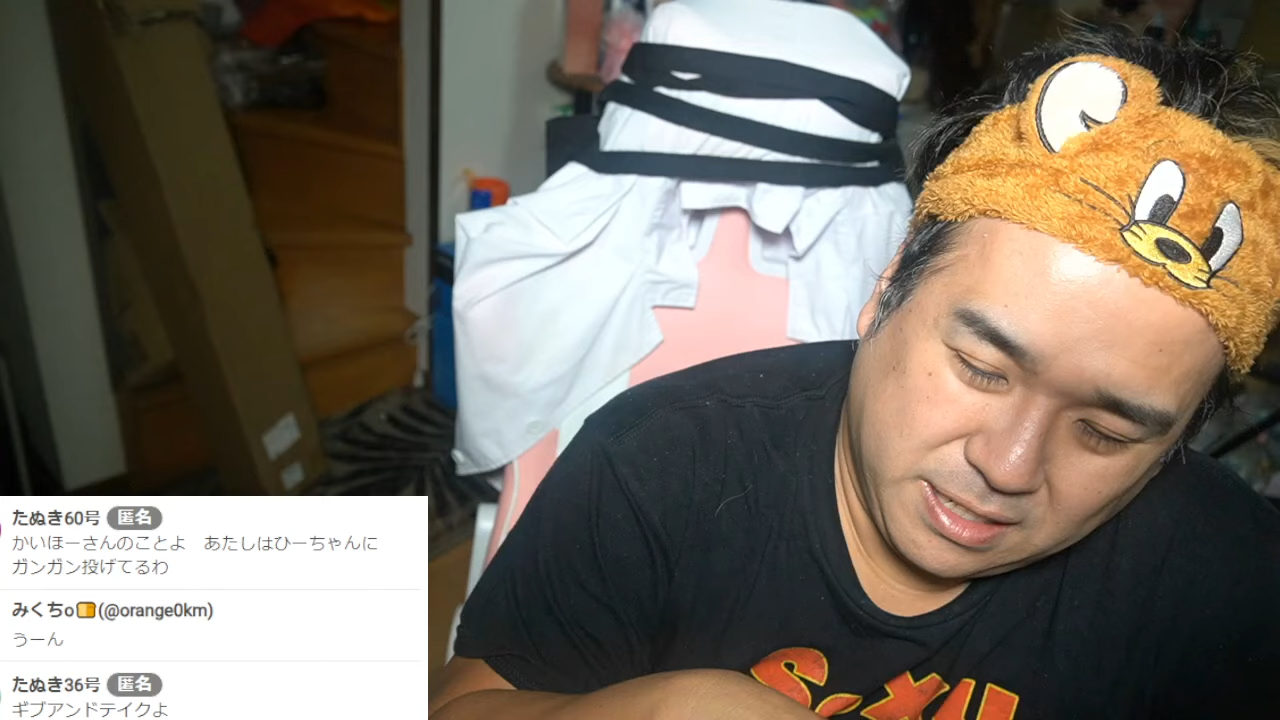 たぬき60号 匿名
かいほーさんのことよ　あたしはひーちゃんに
ガンガン投げてるわ
みくちo(@orange0km)
うーん
たぬき36号 匿名
ギブアンドテイクよ